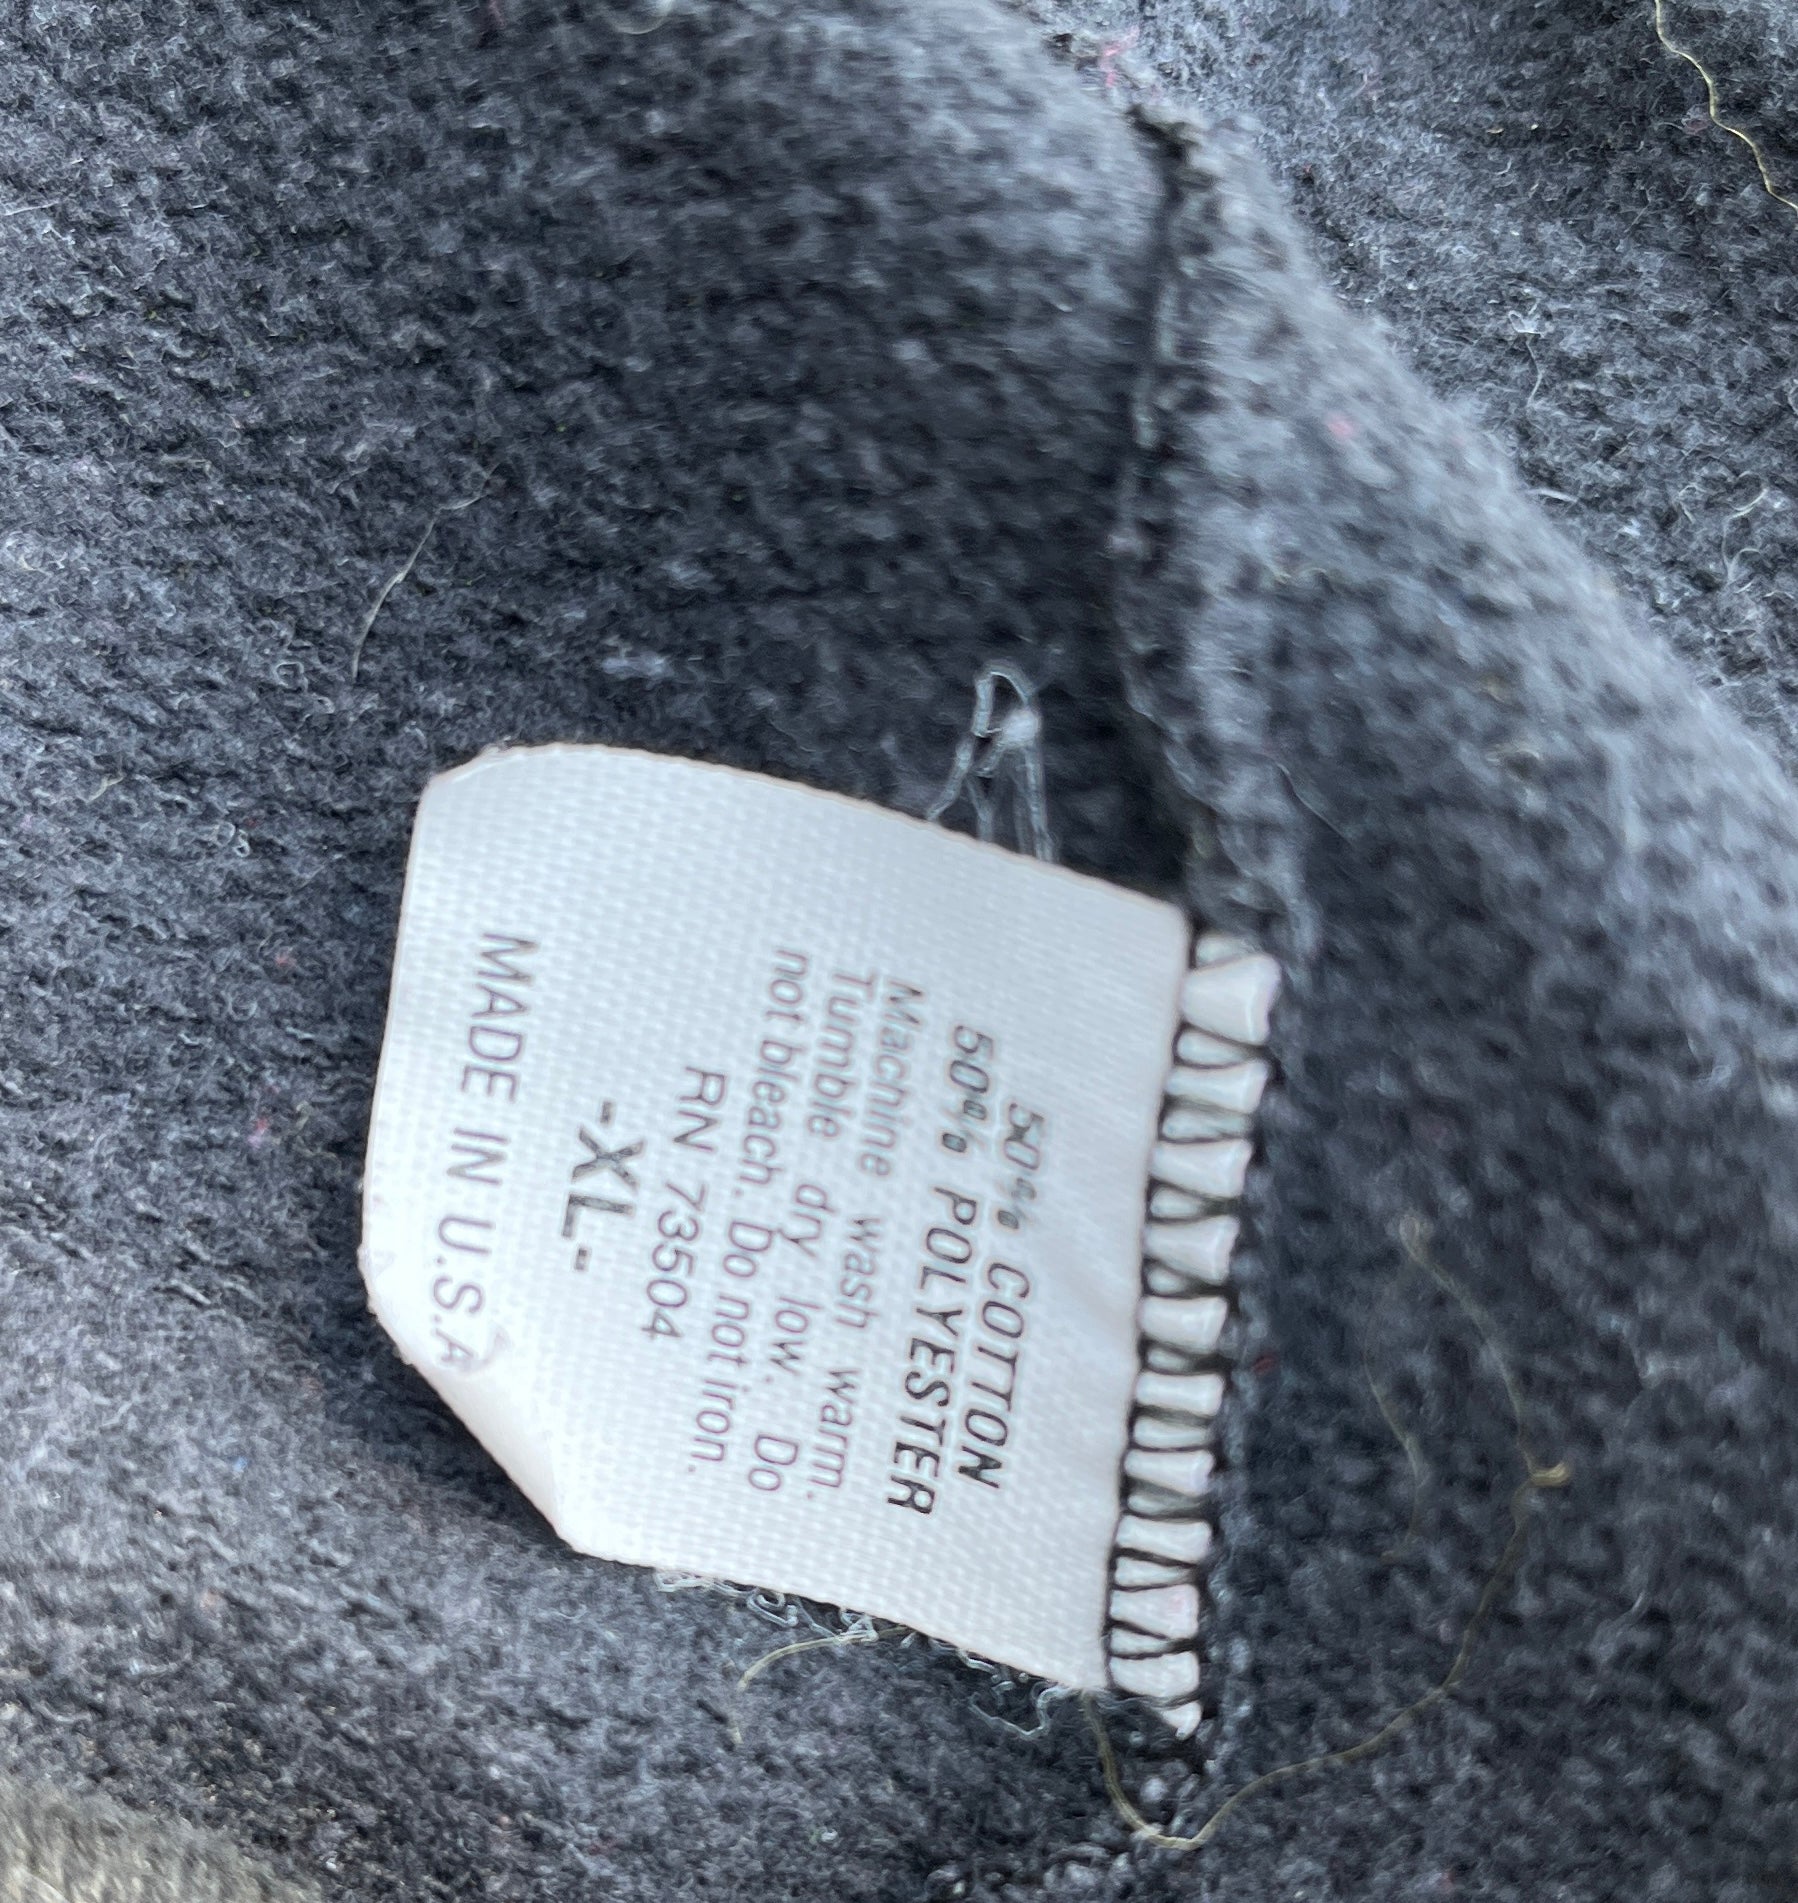 50% COTTON
50% POLYESTER
Machine wash warm.
Tumble dry low. Do
not bleach. Do not iron.
RN 73504
-XL-
MADE IN U.S.A